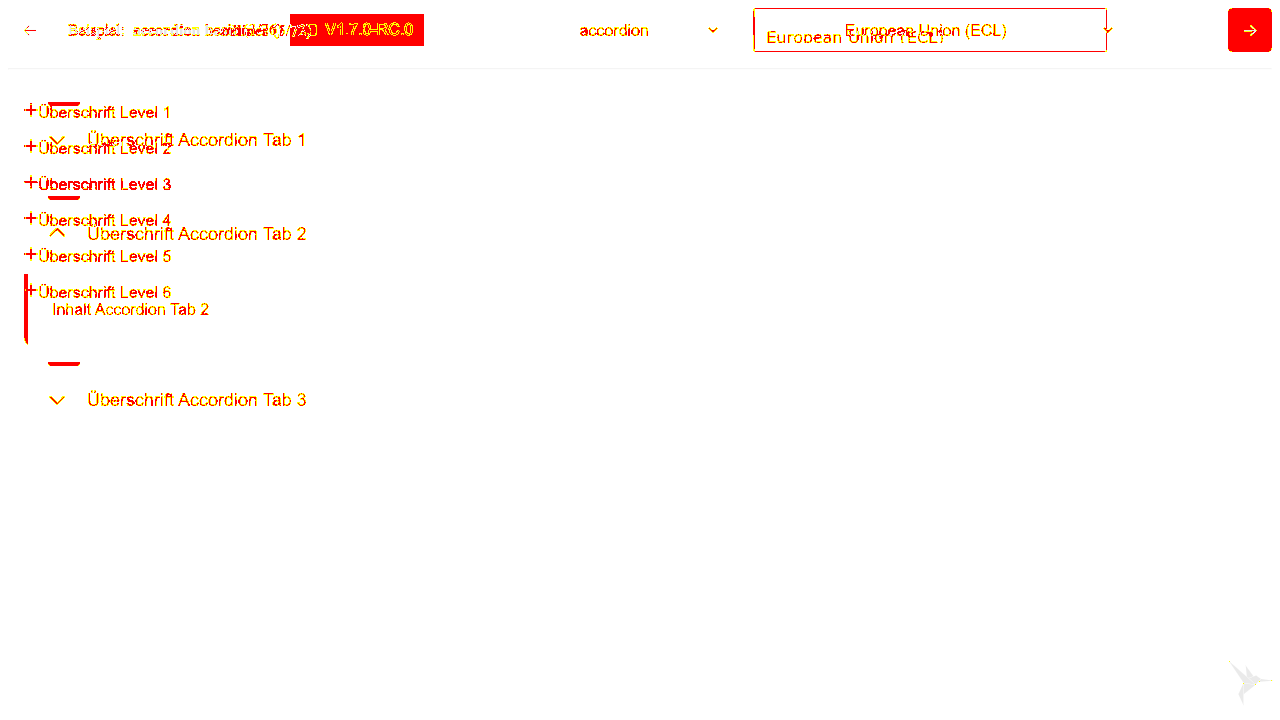 Beispiel: accordion V1.7.0-RC.0
accordion
European Union (ECL)
European Union (ECL)
Überschrift Level 1
Überschrift Accordion Tab 1
Überschrift Level 2
Überschrift Level 3
Überschrift Level 4
Überschrift Accordion Tab 2
Überschrift Level 5
Überschrift Level 6
Inhalt Accordion Tab 2
Überschrift Accordion Tab 3